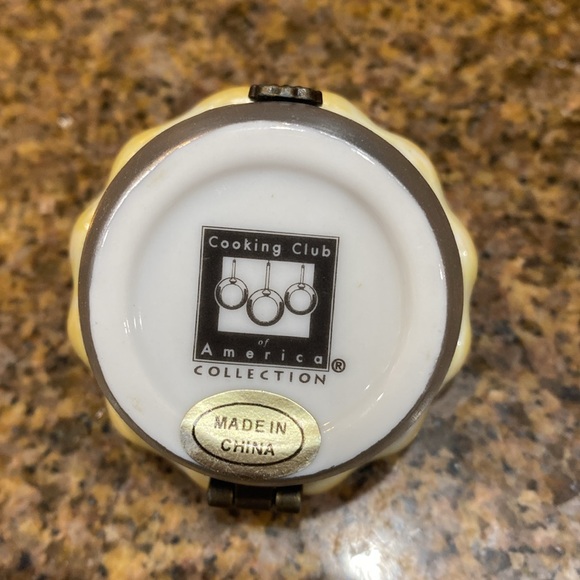 Cooking Club
of
America®
COLLECTION
MADE IN
CHINA